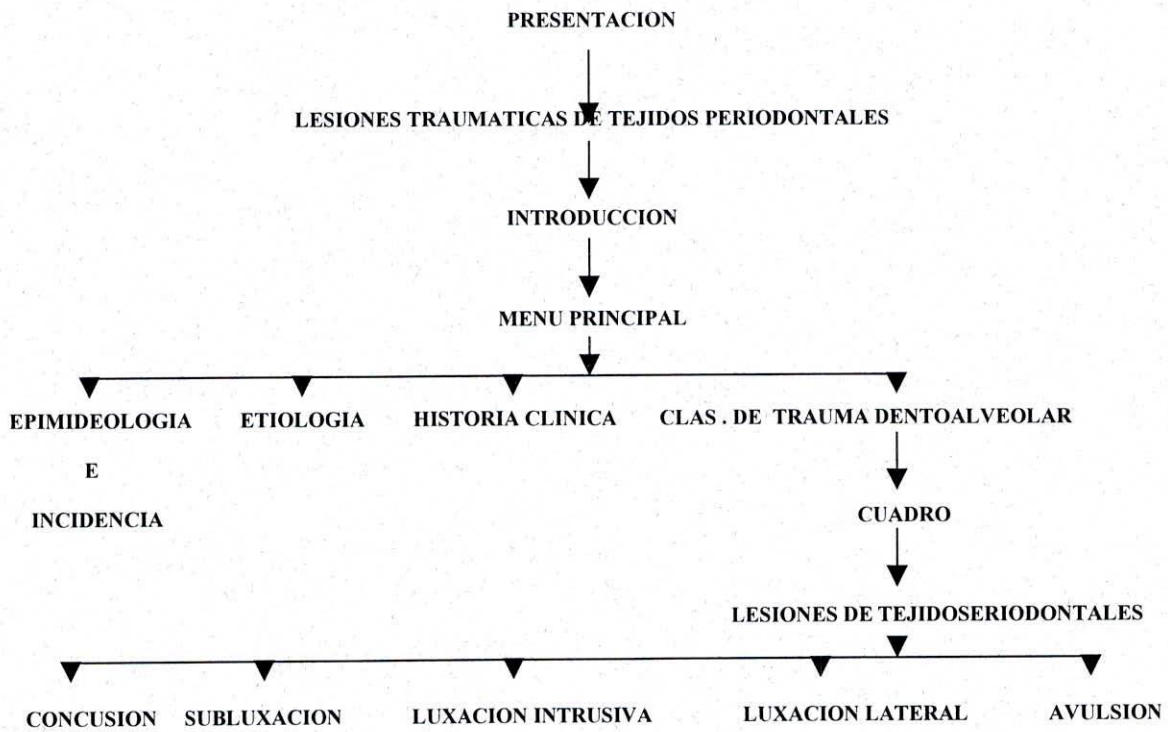 PRESENTACION
LESIONES TRAUMATICAS DE TEJIDOS PERIODONTALES
INTRODUCCION
MENU PRINCIPAL
EPIMIDEOLOGIA ETIOLOGIA HISTORIA CLINICA CLAS . DE TRAUMA DENTOALVEOLAR
E
INCIDENCIA CUADRO
LESIONES DE TEJIDOSERIODONTALES
CONCUSION SUBLUXACION LUXACION INTRUSIVA LUXACION LATERAL AVULSION